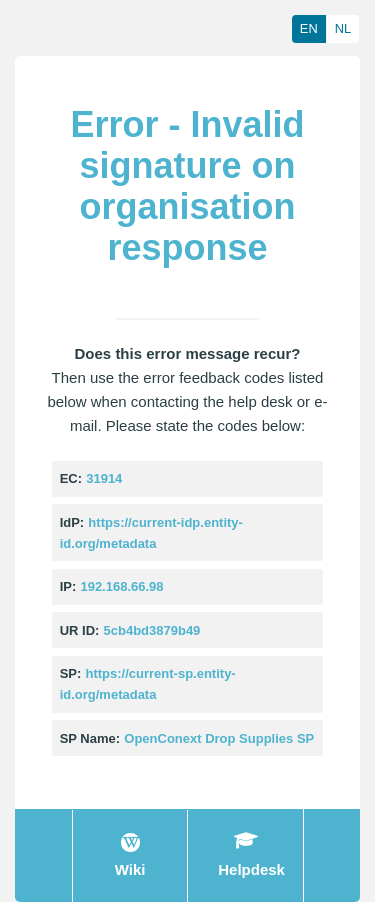 EN NL
Error - Invalid
signature on
organisation
response
Does this error message recur?
Then use the error feedback codes listed
below when contacting the help desk or e-
mail. Please state the codes below:
EC: 31914
IdP: https://current-idp.entity-
id.org/metadata
IP: 192.168.66.98
UR ID: 5cb4bd3879b49
SP: https://current-sp.entity-
id.org/metadata
SP Name: OpenConext Drop Supplies SP
Wiki Helpdesk